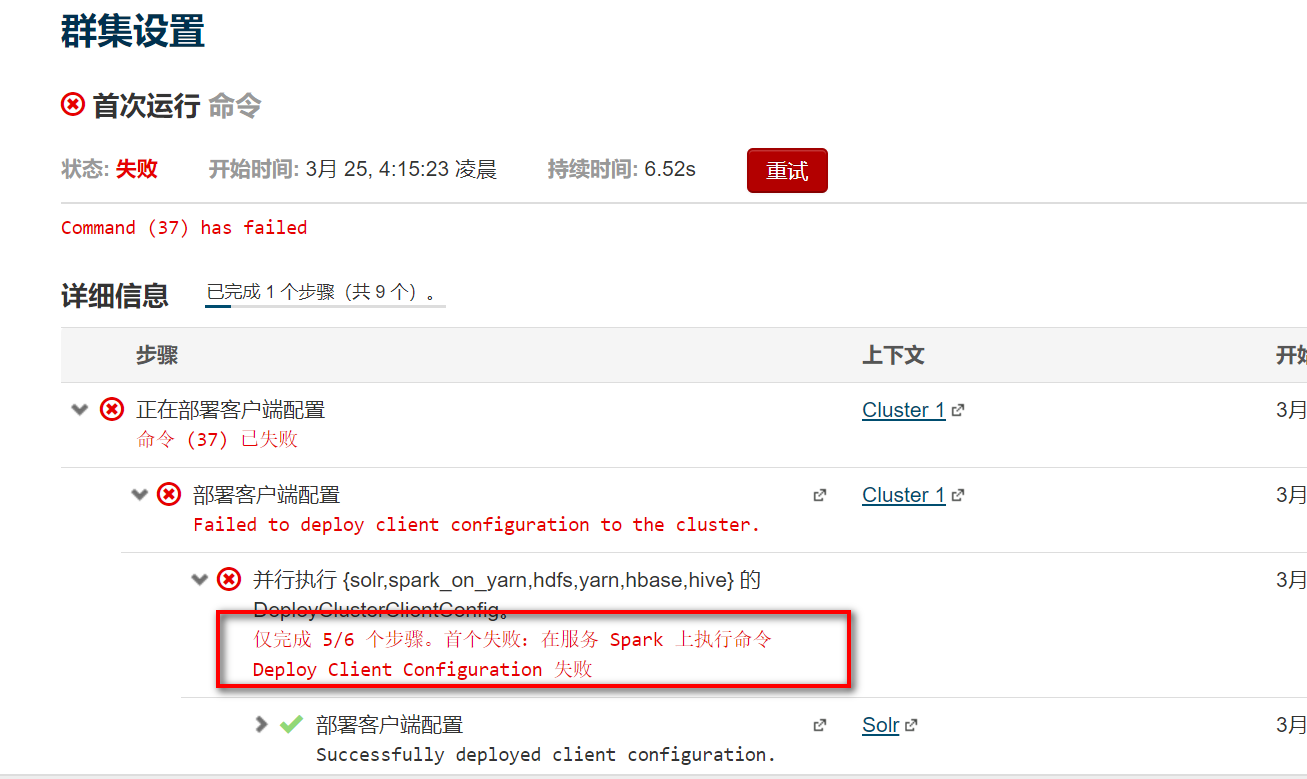 群集设置
首次运行 命令
状态: 失败 开始时间: 3月 25, 4:15:23 凌晨 持续时间: 6.52s 重试
Command (37) has failed
详细信息 已完成 1 个步骤（共 9 个）。
步骤 上下文 开始
正在部署客户端配置 Cluster 1 3月
命令 (37) 已失败
部署客户端配置 Cluster 1 3月
Failed to deploy client configuration to the cluster.
并行执行 {solr,spark_on_yarn,hdfs,yarn,hbase,hive} 的 3月
DeployClusterClientConfig。
仅完成 5/6 个步骤。首个失败：在服务 Spark 上执行命令
Deploy Client Configuration 失败
部署客户端配置 Solr 3月
Successfully deployed client configuration.